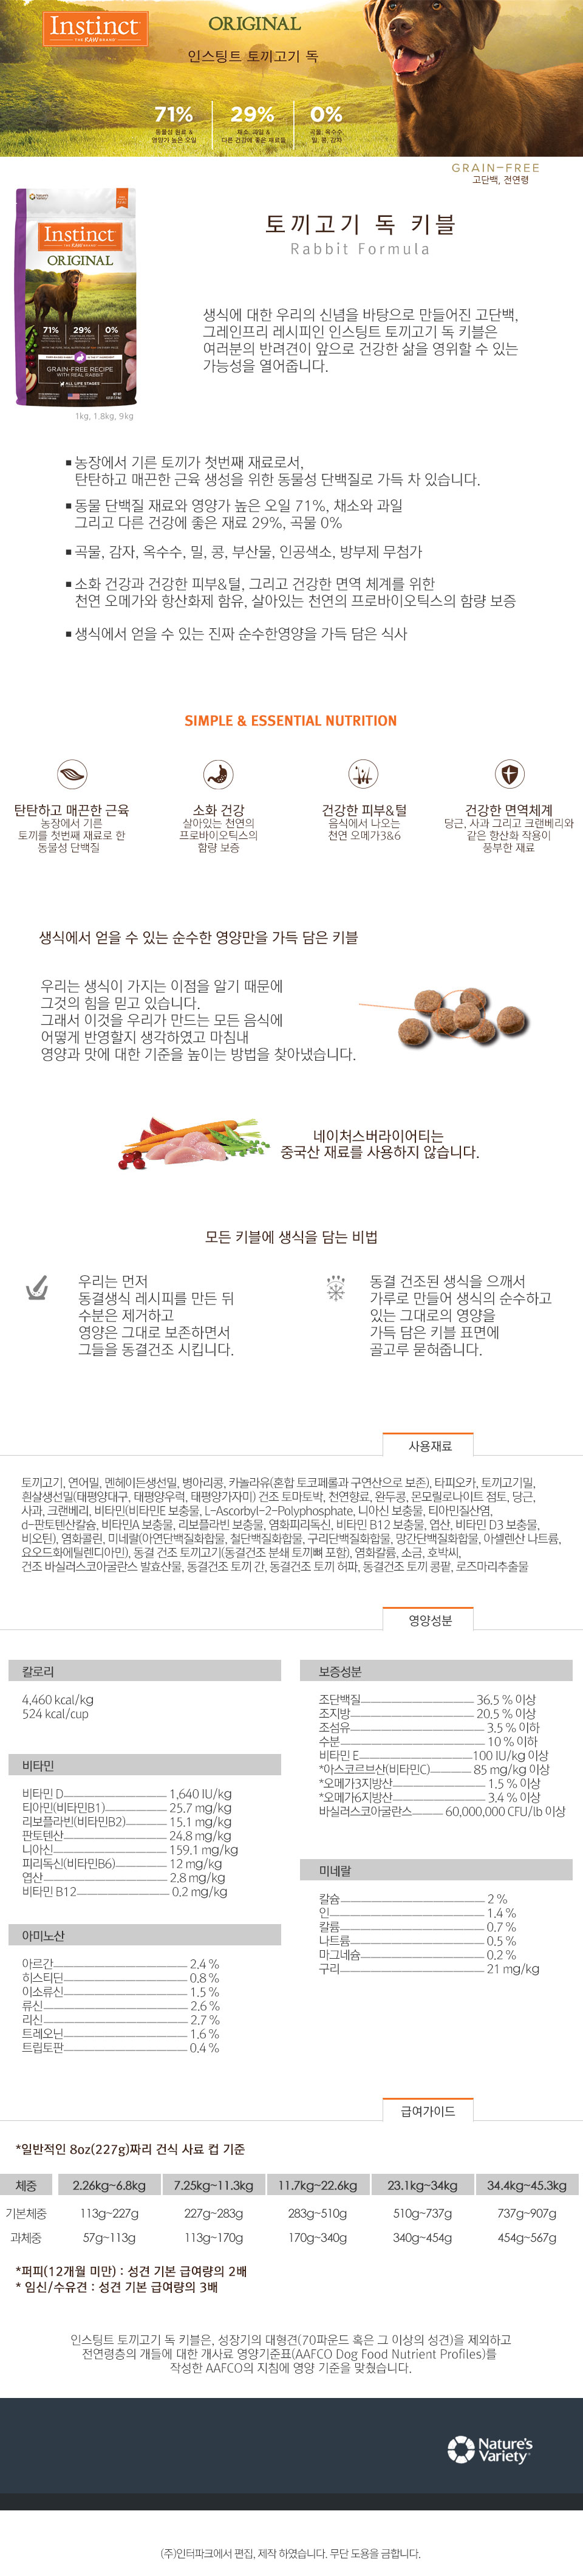 Instinct
THE RAW BRAND
ORIGINAL
인스팅트 토끼고기 독
71%
동물성 원료 &
영양가 높은 오일
29%
채소, 과일 &
다른 건강에 좋은 재료들
0%
곡물, 옥수수,
밀, 콩, 감자
GRAIN-FREE
고단백, 전연령
Nature's Variety
Instinct
THE RAW BRAND
ORIGINAL
71% 29% 0%
GRAIN-FREE RECIPE
WITH REAL RABBIT
ALL LIFE STAGES
1kg, 1.8kg, 9kg
토끼고기 독 키블
Rabbit Formula
생식에 대한 우리의 신념을 바탕으로 만들어진 고단백,
그레인프리 레시피인 인스팅트 토끼고기 독 키블은
여러분의 반려견이 앞으로 건강한 삶을 영위할 수 있는
가능성을 열어줍니다.
▪ 농장에서 기른 토끼가 첫번째 재료로서,
탄탄하고 매끈한 근육 생성을 위한 동물성 단백질로 가득 차 있습니다.
▪ 동물 단백질 재료와 영양가 높은 오일 71%, 채소와 과일
그리고 다른 건강에 좋은 재료 29%, 곡물 0%
▪ 곡물, 감자, 옥수수, 밀, 콩, 부산물, 인공색소, 방부제 무첨가
▪ 소화 건강과 건강한 피부&털, 그리고 건강한 면역 체계를 위한
천연 오메가와 항산화제 함유, 살아있는 천연의 프로바이오틱스의 함량 보증
▪ 생식에서 얻을 수 있는 진짜 순수한영양을 가득 담은 식사
SIMPLE & ESSENTIAL NUTRITION
탄탄하고 매끈한 근육
농장에서 기른
토끼를 첫번째 재료로 한
동물성 단백질
소화 건강
살아있는 천연의
프로바이오틱스의
함량 보증
건강한 피부&털
음식에서 나오는
천연 오메가3&6
건강한 면역체계
당근, 사과 그리고 크랜베리와
같은 항산화 작용이
풍부한 재료
생식에서 얻을 수 있는 순수한 영양만을 가득 담은 키블
우리는 생식이 가지는 이점을 알기 때문에
그것의 힘을 믿고 있습니다.
그래서 이것을 우리가 만드는 모든 음식에
어떻게 반영할지 생각하였고 마침내
영양과 맛에 대한 기준을 높이는 방법을 찾아냈습니다.
네이처스버라이어티는
중국산 재료를 사용하지 않습니다.
모든 키블에 생식을 담는 비법
우리는 먼저
동결생식 레시피를 만든 뒤
수분은 제거하고
영양은 그대로 보존하면서
그들을 동결건조 시킵니다.
동결 건조된 생식을 으깨서
가루로 만들어 생식의 순수하고
있는 그대로의 영양을
가득 담은 키블 표면에
골고루 묻혀줍니다.
사용재료
토끼고기, 연어밀, 멘헤이든생선밀, 병아리콩, 카놀라유(혼합 토코페롤과 구연산으로 보존), 타피오카, 토끼고기밀,
흰살생선밀(태평양대구, 태평양우럭, 태평양가자미) 건조 토마토박, 천연향료, 완두콩, 몬모릴로나이트 점토, 당근,
사과, 크랜베리, 비타민(비타민E 보충물, L-Ascorbyl-2-Polyphosphate, 니아신 보충물, 티아민질산염,
d-판토텐산칼슘, 비타민A 보충물, 리보플라빈 보충물, 염화피리독신, 비타민 B12 보충물, 엽산, 비타민 D3 보충물,
비오틴), 염화콜린, 미네랄(아연단백질화합물, 철단백질화합물, 구리단백질화합물, 망간단백질화합물, 아셀렌산 나트륨,
요오드화에틸렌디아민), 동결 건조 토끼고기(동결건조 분쇄 토끼뼈 포함), 염화칼륨, 소금, 호박씨,
건조 바실러스코아굴란스 발효산물, 동결건조 토끼 간, 동결건조 토끼 허파, 동결건조 토끼 콩팥, 로즈마리추출물
영양성분
칼로리
4,460 kcal/kg
524 kcal/cup
비타민
비타민 D 1,640 IU/kg
티아민(비타민B1) 25.7 mg/kg
리보플라빈(비타민B2) 15.1 mg/kg
판토텐산 24.8 mg/kg
니아신 159.1 mg/kg
피리독신(비타민B6) 12 mg/kg
엽산 2.8 mg/kg
비타민 B12 0.2 mg/kg
아미노산
아르간 2.4 %
히스티딘 0.8 %
이소류신 1.5 %
류신 2.6 %
리신 2.7 %
트레오닌 1.6 %
트립토판 0.4 %
보증성분
조단백질 36.5 % 이상
조지방 20.5 % 이상
조섬유 3.5 % 이하
수분 10 % 이하
비타민 E 100 IU/kg 이상
*아스코르브산(비타민C) 85 mg/kg 이상
*오메가3지방산 1.5 % 이상
*오메가6지방산 3.4 % 이상
바실러스코아굴란스 60,000,000 CFU/lb 이상
미네랄
칼슘 2 %
인 1.4 %
칼륨 0.7 %
나트륨 0.5 %
마그네슘 0.2 %
구리 21 mg/kg
급여가이드
*일반적인 8oz(227g)짜리 건식 사료 컵 기준
체중 2.26kg~6.8kg 7.25kg~11.3kg 11.7kg~22.6kg 23.1kg~34kg 34.4kg~45.3kg
기본체중 113g~227g 227g~283g 283g~510g 510g~737g 737g~907g
과체중 57g~113g 113g~170g 170g~340g 340g~454g 454g~567g
*퍼피(12개월 미만) : 성견 기본 급여량의 2배
* 임신/수유견 : 성견 기본 급여량의 3배
인스팅트 토끼고기 독 키블은, 성장기의 대형견(70파운드 혹은 그 이상의 성견)을 제외하고
전연령층의 개들에 대한 개사료 영양기준표(AAFCO Dog Food Nutrient Profiles)를
작성한 AAFCO의 지침에 영양 기준을 맞췄습니다.
Nature's
Variety
(주)인터파크에서 편집, 제작 하였습니다. 무단 도용을 금합니다.